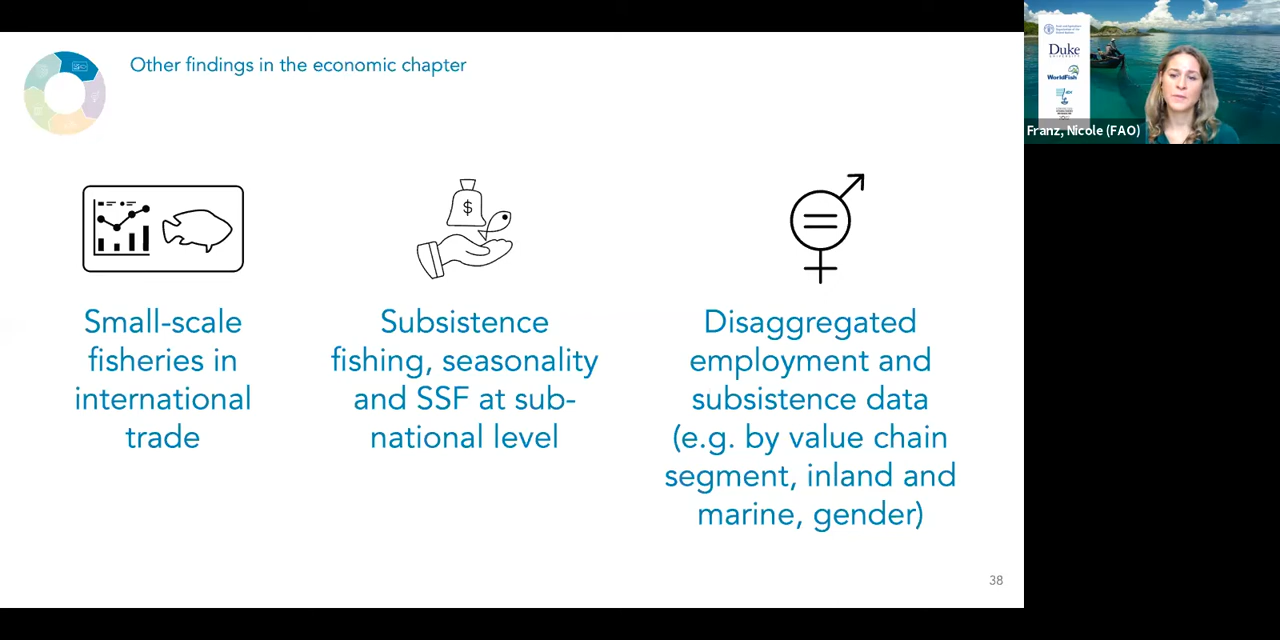 Other findings in the economic chapter
$
Small-scale
fisheries in
international
trade
Subsistence
fishing, seasonality
and SSF at sub-
national level
Disaggregated
employment and
subsistence data
(e.g. by value chain
segment, inland and
marine, gender)
38
Duke
WorldFish
Franz, Nicole (FAO)